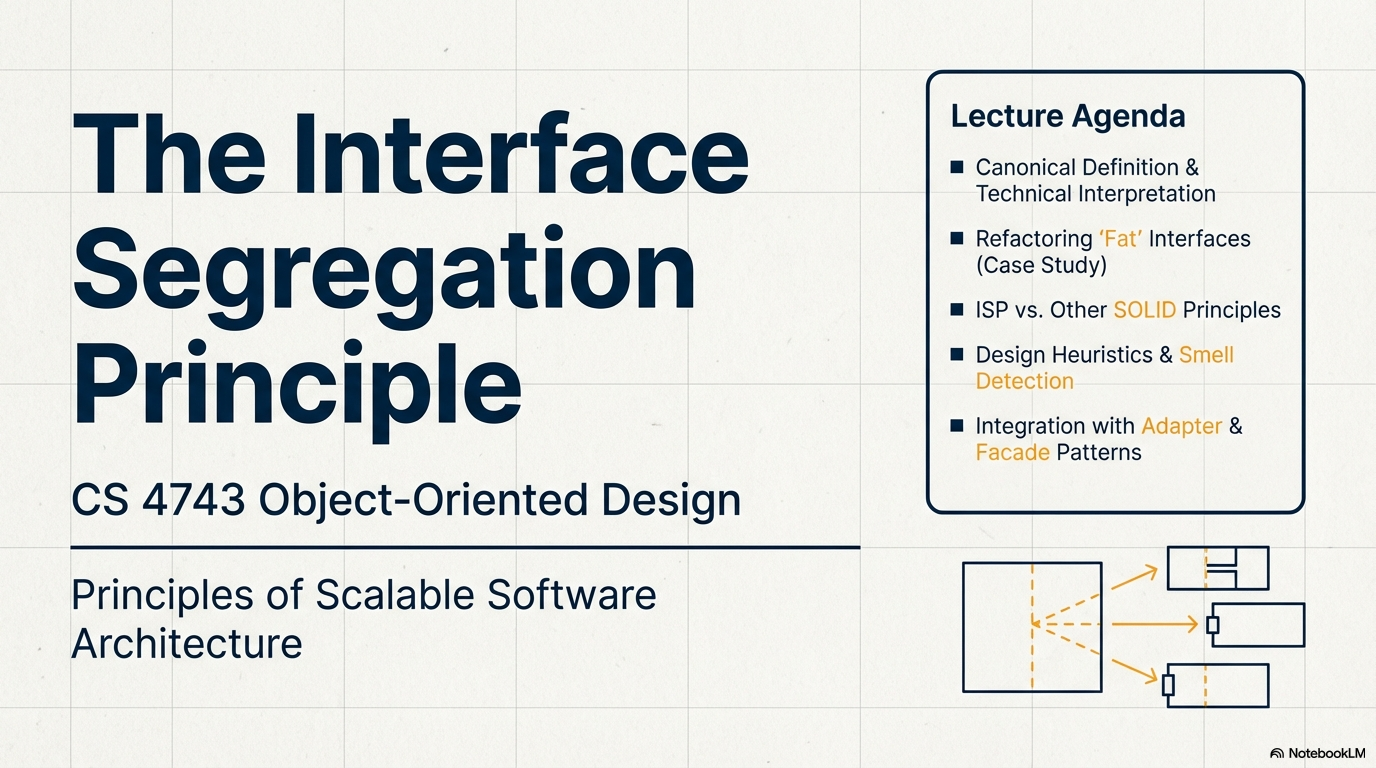 The Interface
Segregation
Principle
CS 4743 Object-Oriented Design
Principles of Scalable Software
Architecture
Lecture Agenda
Canonical Definition &
Technical Interpretation
Refactoring ‘Fat’ Interfaces
(Case Study)
ISP vs. Other SOLID Principles
Design Heuristics & Smell
Detection
Integration with Adapter &
Facade Patterns
NotebookLM